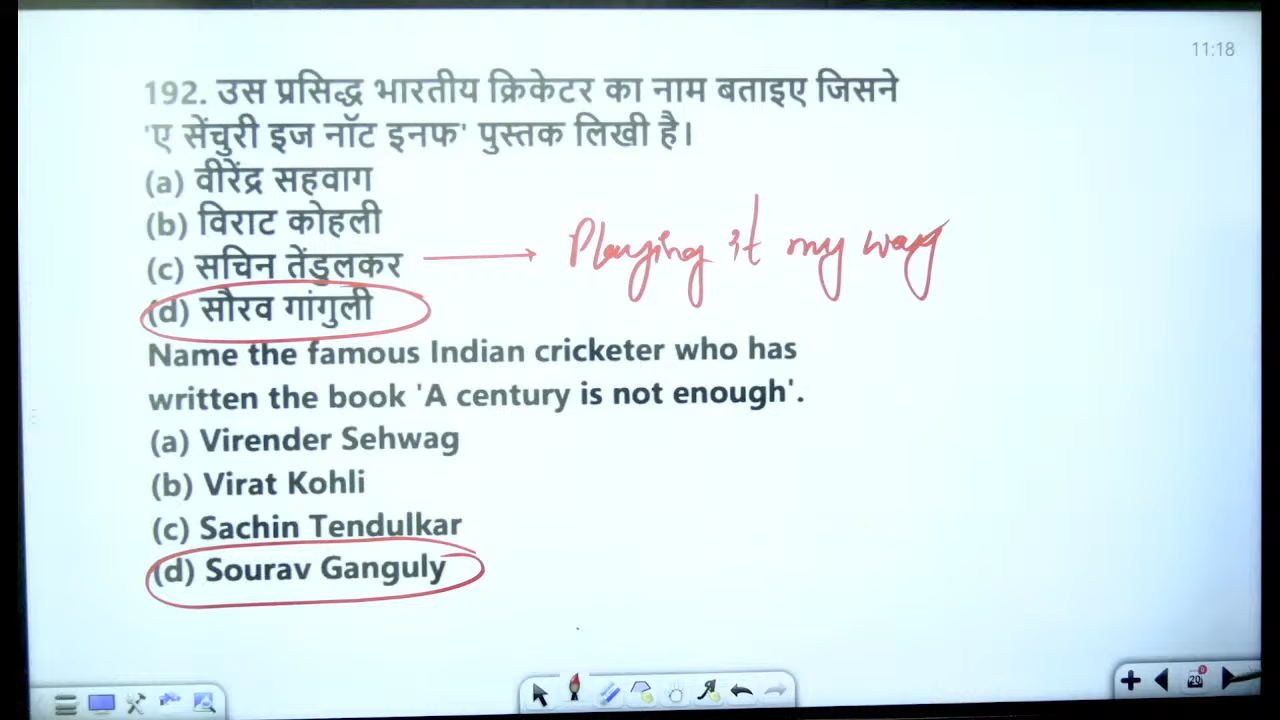 11:18
192. उस प्रसिद्ध भारतीय क्रिकेटर का नाम बताइए जिसने
'ए सेंचुरी इज नॉट इनफ' पुस्तक लिखी है।
(a) वीरेंद्र सहवाग
(b) विराट कोहली
(c) सचिन तेंडुलकर
Playing it my way
(d) सौरव गांगुली
Name the famous Indian cricketer who has
written the book 'A century is not enough'.
(a) Virender Sehwag
(b) Virat Kohli
(c) Sachin Tendulkar
(d) Sourav Ganguly